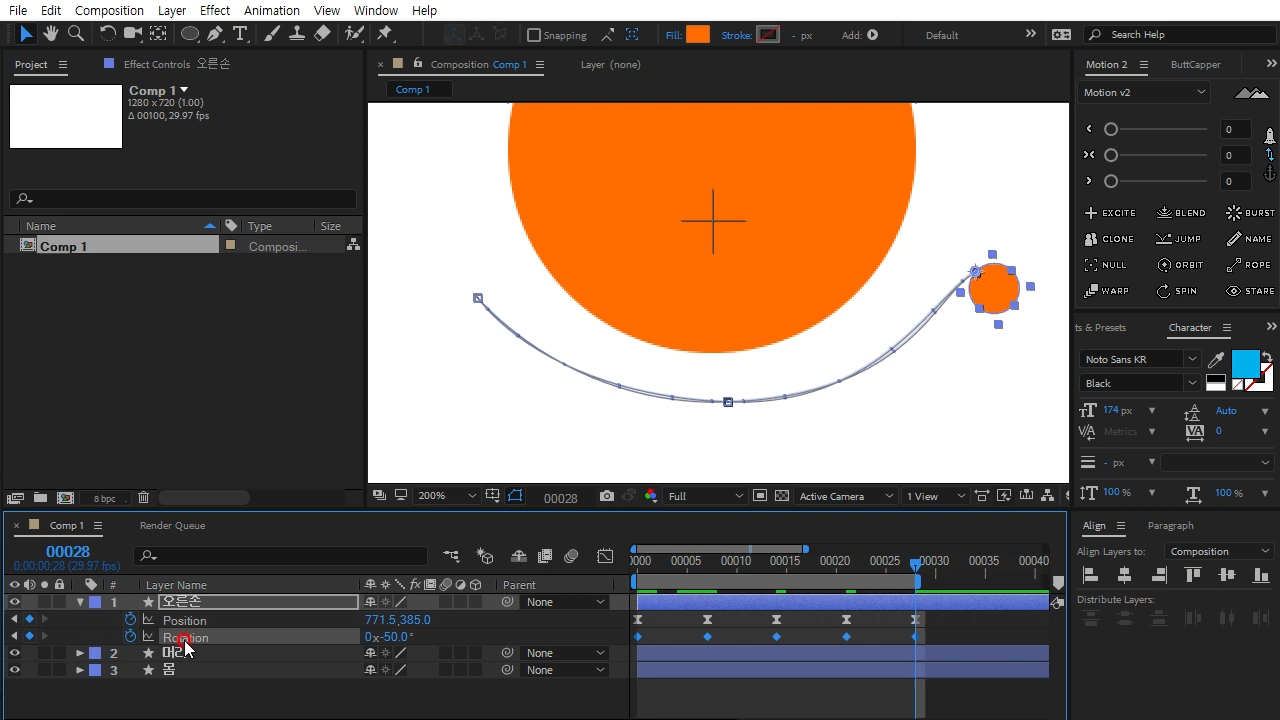 File Edit Composition Layer Effect Animation View Window Help
Snapping Fill: Stroke: - px Add: Default Search Help
Project Effect Controls 오른손 Composition Comp 1 Layer (none) Motion 2 ButtCapper
Comp 1
1280 x 720 (1.00)
Δ 00100, 29.97 fps
Comp 1
Motion v2
0
0
0
EXCITE BLEND BURST
CLONE JUMP NAME
NULL ORBIT ROPE
WARP SPIN STARE
Name Type Size
Comp 1 Composi...
ts & Presets Character
Noto Sans KR
Black
174 px Auto
Metrics 0
- px
100 % 100 %
8 bpc
200% 00028 Full Active Camera 1 View
Comp 1 Render Queue
00028
0;00;00;28 (29.97 fps)
0000 00005 00010 00015 00020 00025 00030 00035 00040
# Layer Name Parent
1 오른손 None
Position 771.5,385.0
Rotation 0x-50.0°
2 머리 None
3 몸 None
Align Paragraph
Align Layers to: Composition
Distribute Layers: